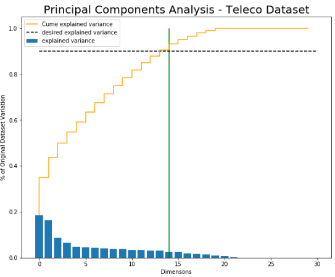 Principal Components Analysis - Teleco Dataset
Cume explained variance
desired explained variance
explained variance
% of Original Dataset Variation
1.0
0.8
0.6
0.4
0.2
0.0
0 5 10 15 20 25 30
Dimensons